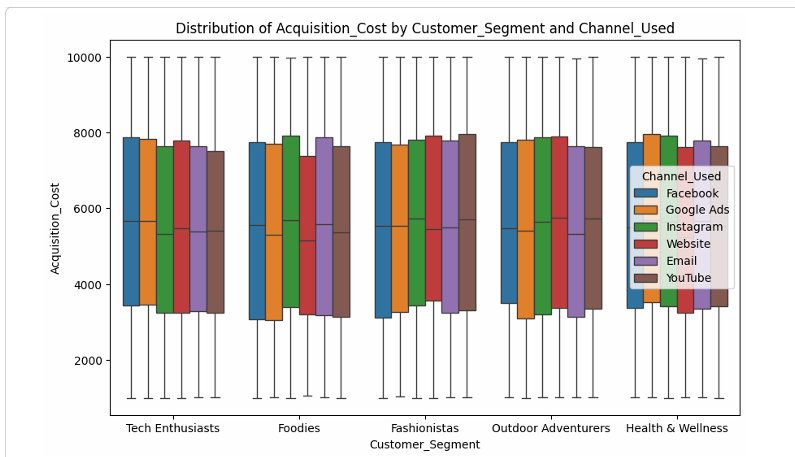 Distribution of Acquisition_Cost by Customer_Segment and Channel_Used
10000
8000
6000
4000
2000
Acquisition_Cost
Channel_Used
Facebook
Google Ads
Instagram
Website
Email
YouTube
Tech Enthusiasts
Foodies
Fashionistas
Outdoor Adventurers
Health & Wellness
Customer_Segment